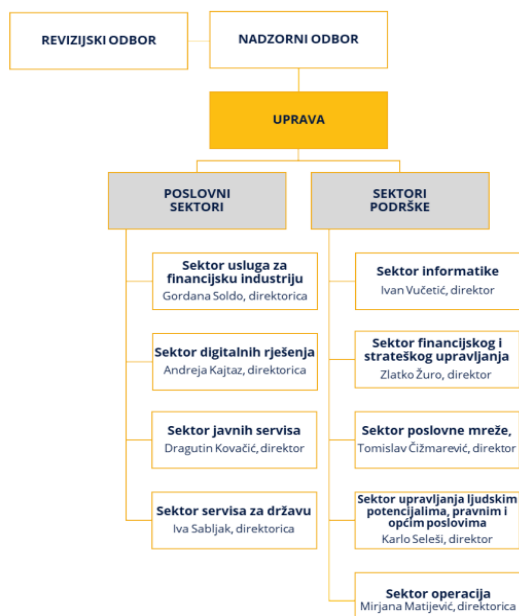 REVIZIJSKI ODBOR
NADZORNI ODBOR
UPRAVA
POSLOVNI
SEKTORI
SEKTORI
PODRŠKE
Sektor usluga za
financijsku industriju
Gordana Soldo, direktorica
Sektor digitalnih rješenja
Andreja Kajtaz, direktorica
Sektor javnih servisa
Dragutin Kovačić, direktor
Sektor servisa za državu
Iva Sabljak, direktorica
Sektor informatike
Ivan Vučetić, direktor
Sektor financijskog i
strateškog upravljanja
Zlatko Žuro, direktor
Sektor poslovne mreže,
Tomislav Čižmarević, direktor
Sektor upravljanja ljudskim
potencijalima, pravnim i
općim poslovima
Karlo Seleši, direktor
Sektor operacija
Mirjana Matijević, direktorica